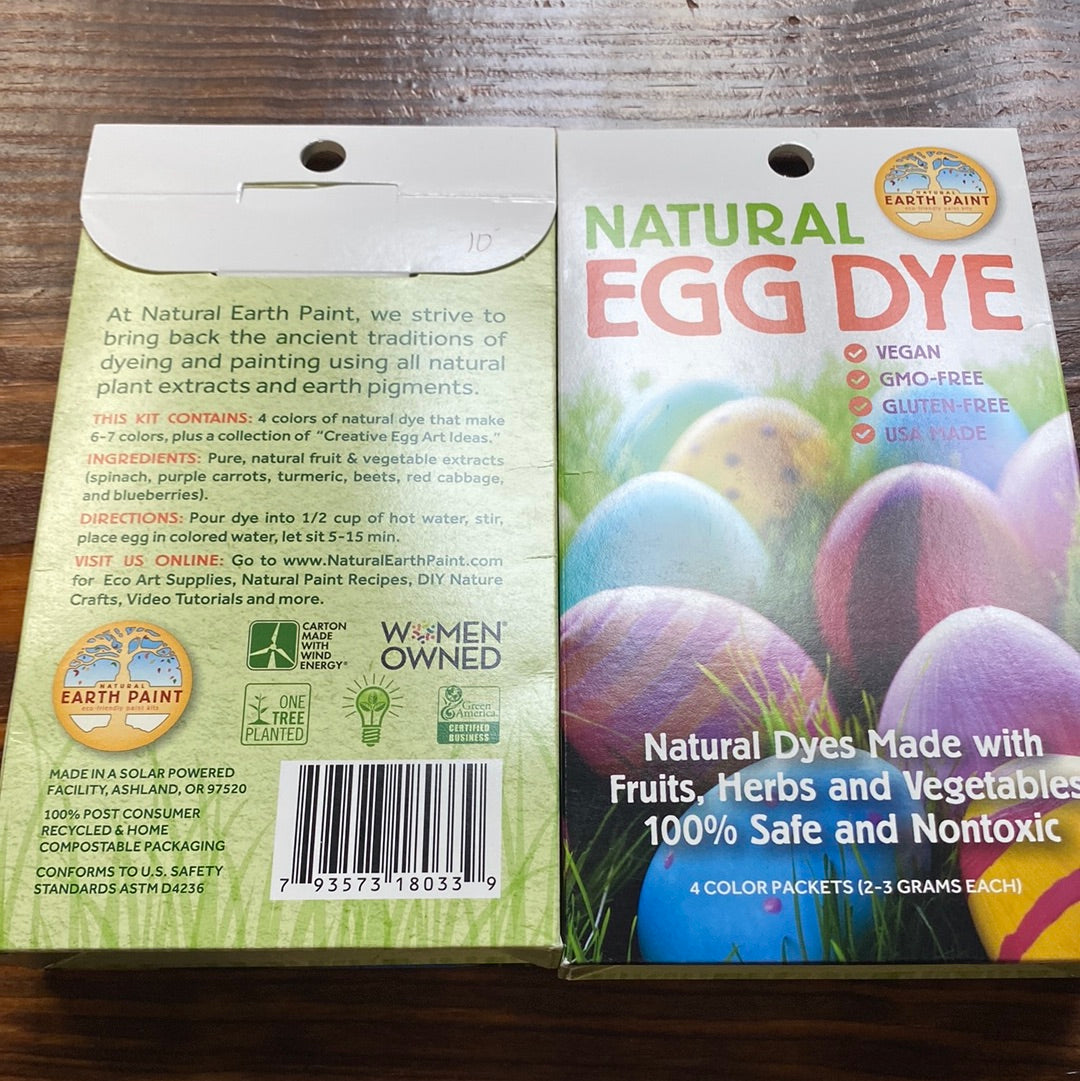 10
At Natural Earth Paint, we strive to
bring back the ancient traditions of
dyeing and painting using all natural
plant extracts and earth pigments.
THIS KIT CONTAINS: 4 colors of natural dye that make
6-7 colors, plus a collection of “Creative Egg Art Ideas.”
INGREDIENTS: Pure, natural fruit & vegetable extracts
(spinach, purple carrots, turmeric, beets, red cabbage,
and blueberries).
DIRECTIONS: Pour dye into 1/2 cup of hot water, stir,
place egg in colored water, let sit 5-15 min.
VISIT US ONLINE: Go to www.NaturalEarthPaint.com
for Eco Art Supplies, Natural Paint Recipes, DIY Nature
Crafts, Video Tutorials and more.
NATURAL
EARTH PAINT
eco-friendly paint kits
CARTON
MADE
WITH
WIND
ENERGY®
WOMEN®
OWNED
ONE
TREE
PLANTED
Green
America
CERTIFIED
BUSINESS
MADE IN A SOLAR POWERED
FACILITY, ASHLAND, OR 97520
100% POST CONSUMER
RECYCLED & HOME
COMPOSTABLE PACKAGING
CONFORMS TO U.S. SAFETY
STANDARDS ASTM D4236
7 93573 18033 9
NATURAL
EARTH PAINT
eco-friendly paint kits
NATURAL
EGG DYE
VEGAN
GMO-FREE
GLUTEN-FREE
USA MADE
Natural Dyes Made with
Fruits, Herbs and Vegetables
100% Safe and Nontoxic
4 COLOR PACKETS (2-3 GRAMS EACH)